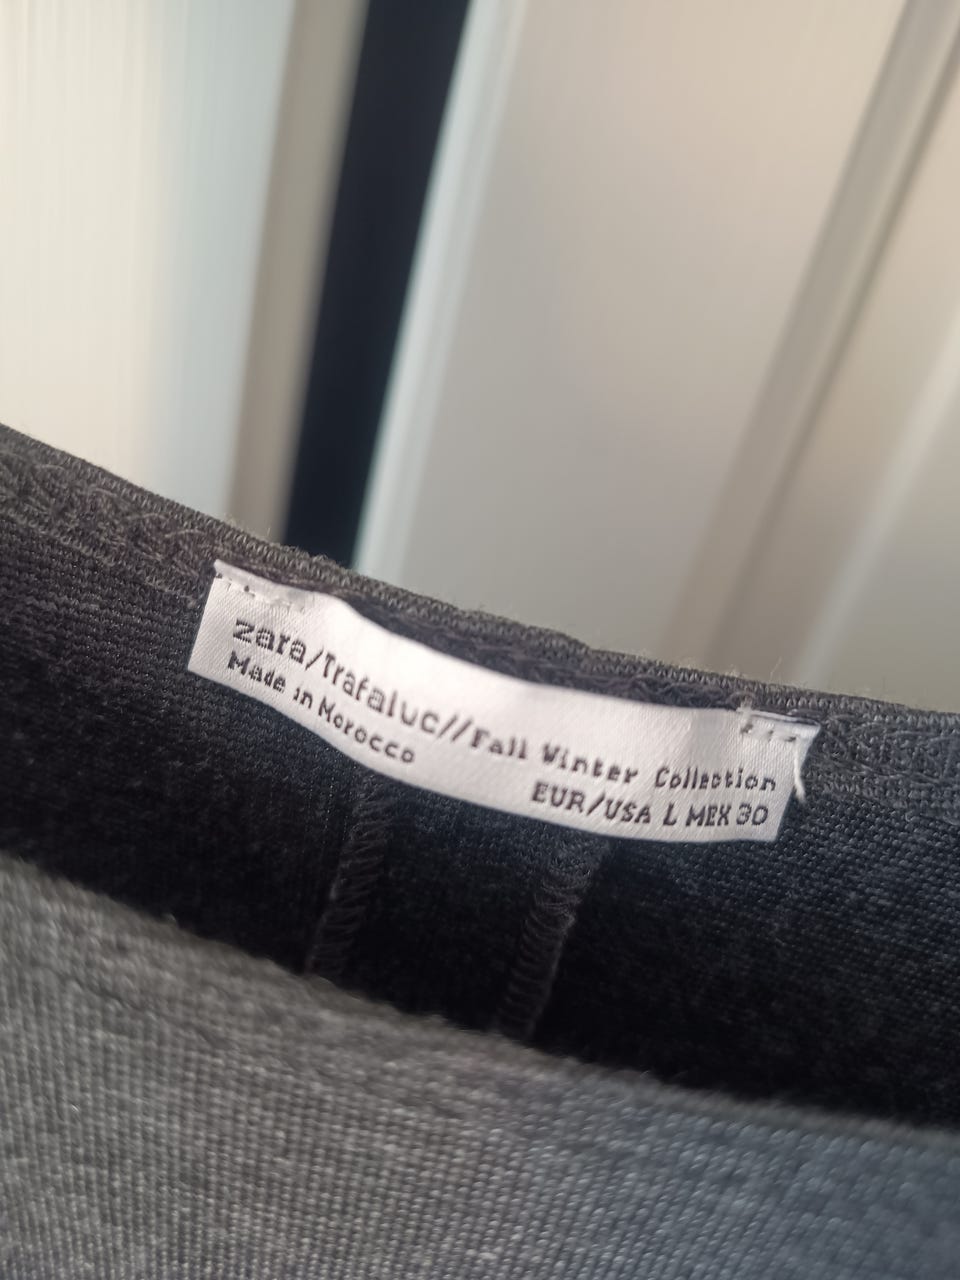 zara/Trafaluc//Fall Winter Collection
Made in Morocco
EUR/USA L MEX 30